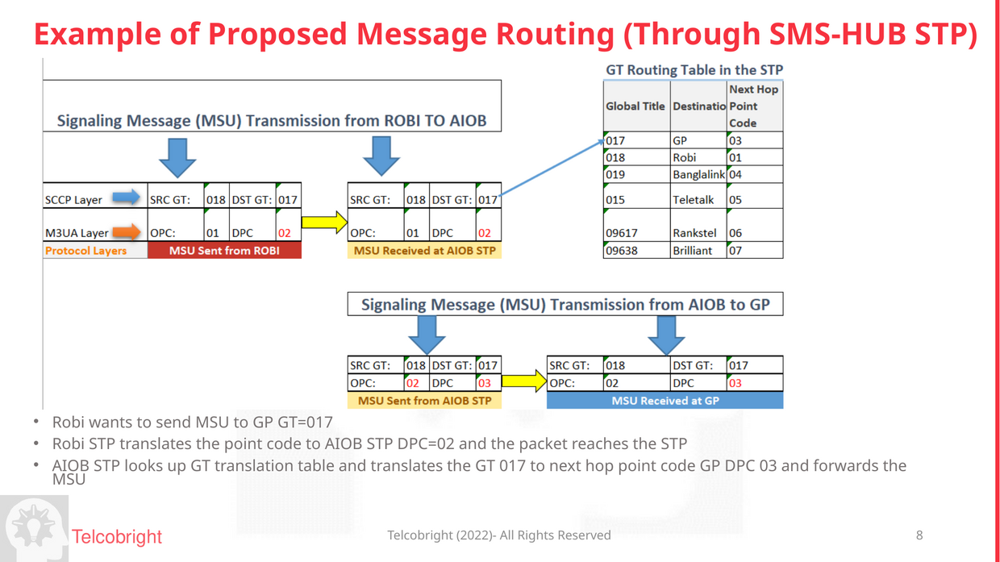 Example of Proposed Message Routing (Through SMS-HUB STP)
GT Routing Table in the STP
Global Title Destinatio Next Hop Point Code
017 GP 03
018 Robi 01
019 Banglalink 04
015 Teletalk 05
09617 Rankstel 06
09638 Brilliant 07
Signaling Message (MSU) Transmission from ROBI TO AIOB
SCCP Layer SRC GT: 018 DST GT: 017
M3UA Layer OPC: 01 DPC 02
Protocol Layers MSU Sent from ROBI
SRC GT: 018 DST GT: 017
OPC: 01 DPC 02
MSU Received at AIOB STP
Signaling Message (MSU) Transmission from AIOB to GP
SRC GT: 018 DST GT: 017
OPC: 02 DPC 03
MSU Sent from AIOB STP
SRC GT: 018 DST GT: 017
OPC: 02 DPC 03
MSU Received at GP
• Robi wants to send MSU to GP GT=017
• Robi STP translates the point code to AIOB STP DPC=02 and the packet reaches the STP
• AIOB STP looks up GT translation table and translates the GT 017 to next hop point code GP DPC 03 and forwards the
MSU
Telcobright
Telcobright (2022)- All Rights Reserved
8